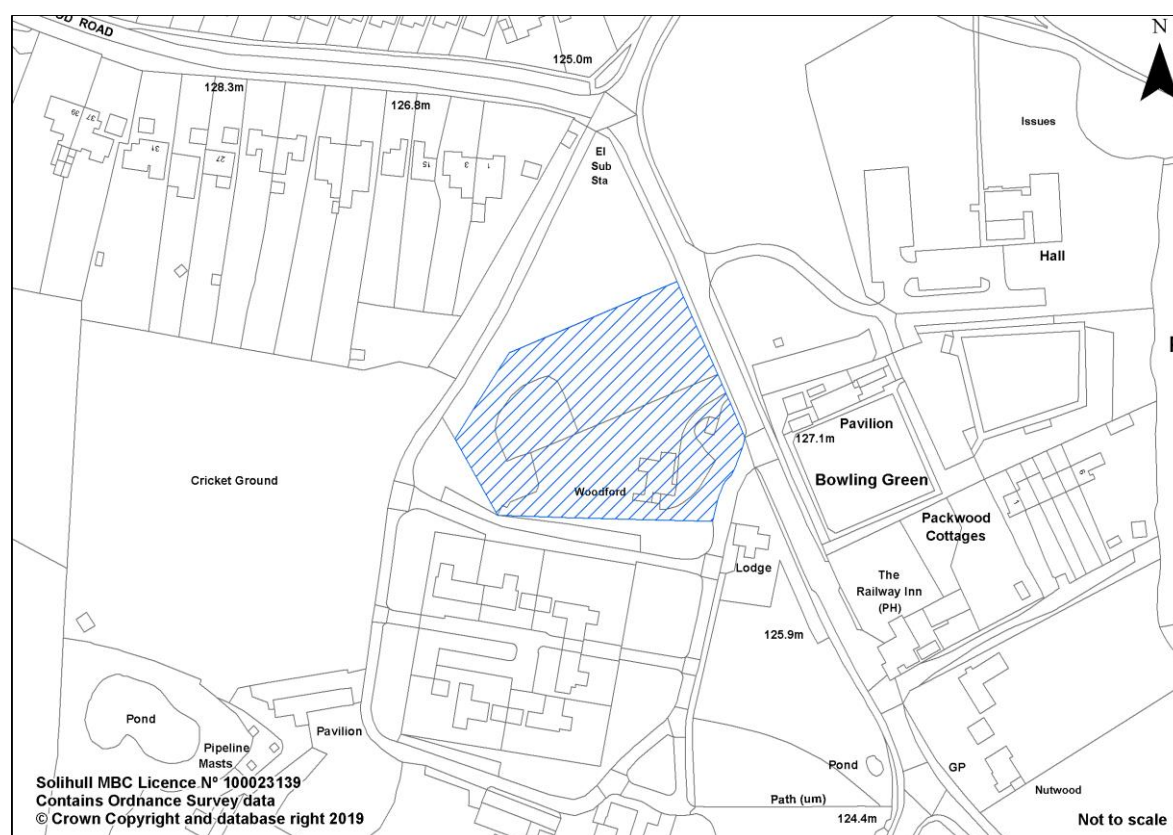 OD ROAD
N
125.0m
128.3m
126.8m
39
37
31
27
15
3
1
El
Sub
Sta
Issues
Hall
Pavilion
127.1m
Bowling Green
Cricket Ground
Woodford
Packwood
Cottages
6
1
Lodge
The
Railway Inn
(PH)
125.9m
Pond
Pavilion
Pipeline
Masts
Pond
GP
Nutwood
Path (um)
124.4m
Solihull MBC Licence Nº 100023139
Contains Ordnance Survey data
© Crown Copyright and database right 2019
Not to scale